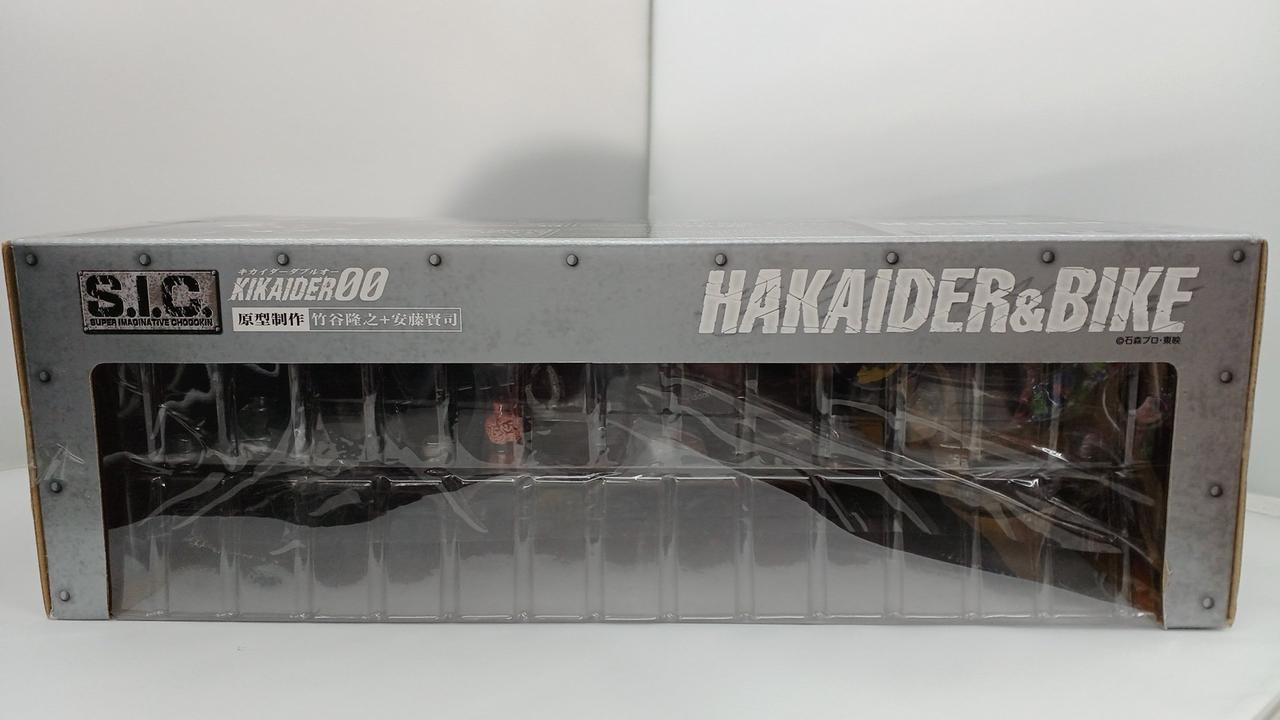 S.I.C.
SUPER IMAGINATIVE CHOGOKIN
キカイダーダブルオー
KIKAIDER00
原型制作 竹谷隆之+安藤賢司
HAKAIDER&BIKE
©石森プロ・東映